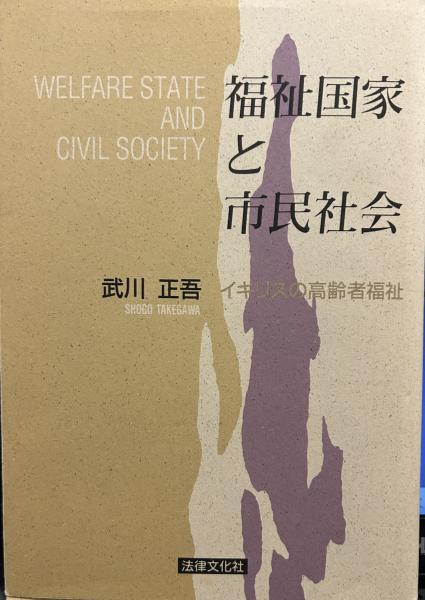 WELFARE STATE
AND
CIVIL SOCIETY
福祉国家
と
市民社会
武川 正吾
SHOGO TAKEGAWA
イギリスの高齢者福祉
法律文化社